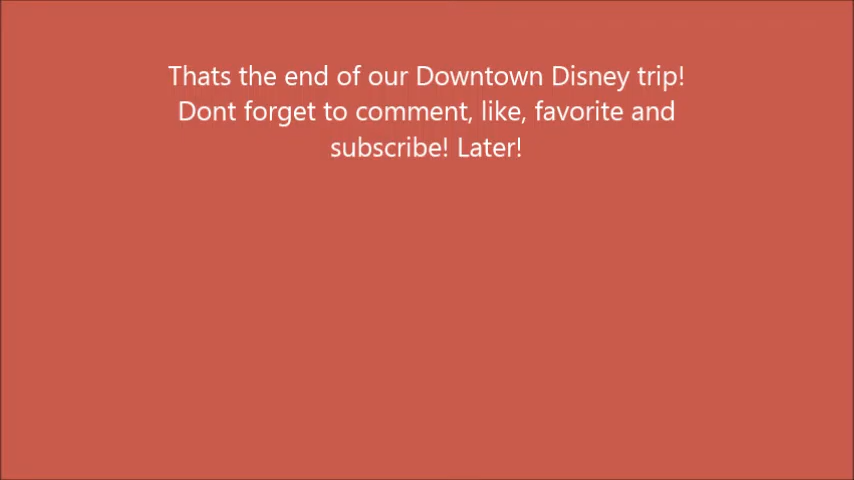 Thats the end of our Downtown Disney trip!
Dont forget to comment, like, favorite and
subscribe! Later!